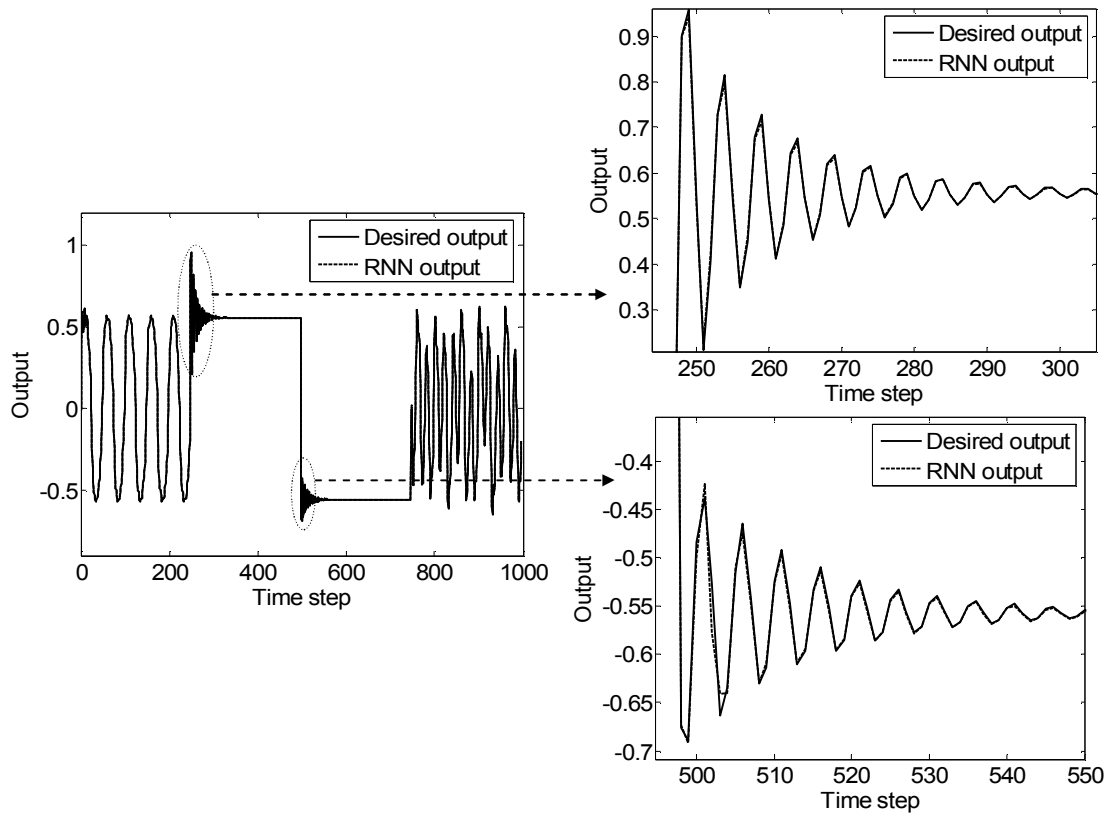 Desired output
RNN output
1
0.5
0
-0.5
Output
0 200 400 600 800 1000
Time step
Desired output
RNN output
0.9
0.8
0.7
0.6
0.5
0.4
0.3
Output
250 260 270 280 290 300
Time step
Desired output
RNN output
-0.4
-0.45
-0.5
-0.55
-0.6
-0.65
-0.7
Output
500 510 520 530 540 550
Time step